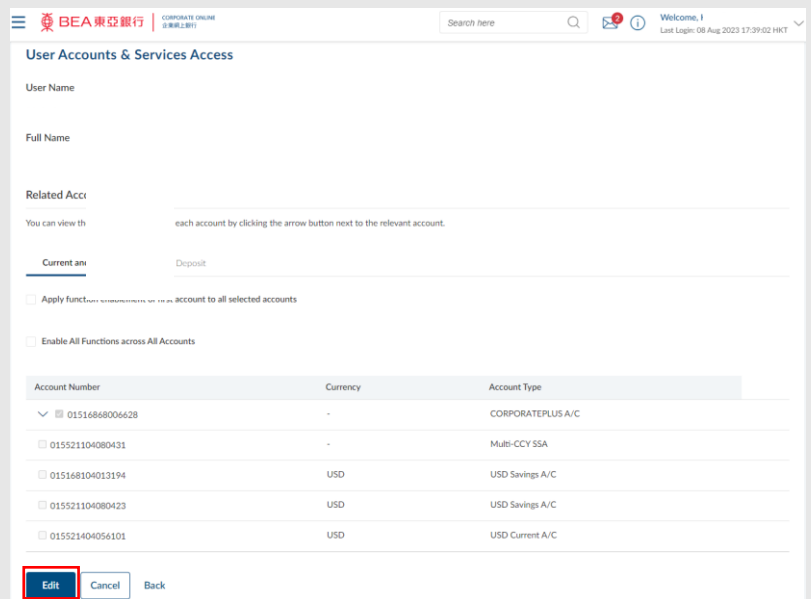 BEA東亞銀行
CORPORATE ONLINE
企業網上銀行
Search here
2
Welcome,
Last Login: 08 Aug 2023 17:39:02 HKT
User Accounts & Services Access
User Name
Full Name
Related Acc
You can view th each account by clicking the arrow button next to the relevant account.
Current an Deposit
Apply function enablement of first account to all selected accounts
Enable All Functions across All Accounts
Account Number Currency Account Type
01516868006628 - CORPORATEPLUS A/C
015521104080431 - Multi-CCY SSA
015168104013194 USD USD Savings A/C
015521104080423 USD USD Savings A/C
015521404056101 USD USD Current A/C
Edit Cancel Back